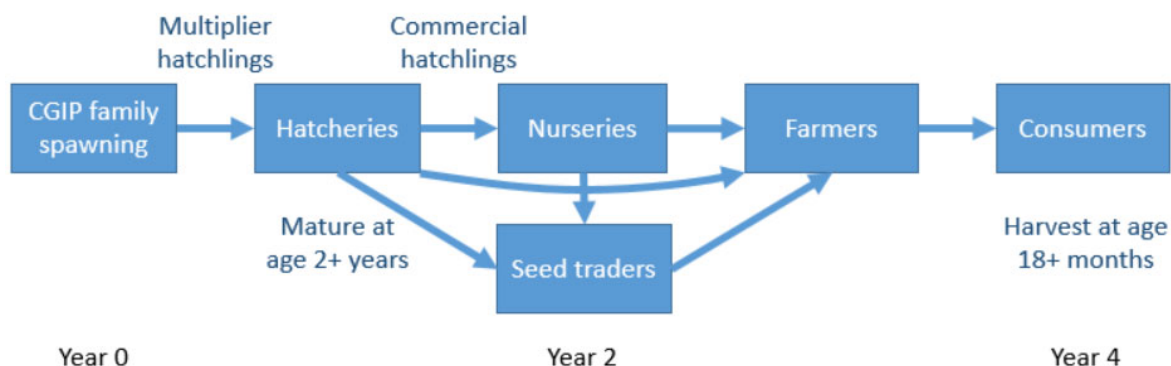 Multiplier
hatchlings
Commercial
hatchlings
CGIP family
spawning
Hatcheries
Nurseries
Farmers
Consumers
Mature at
age 2+ years
Seed traders
Harvest at age
18+ months
Year 0
Year 2
Year 4